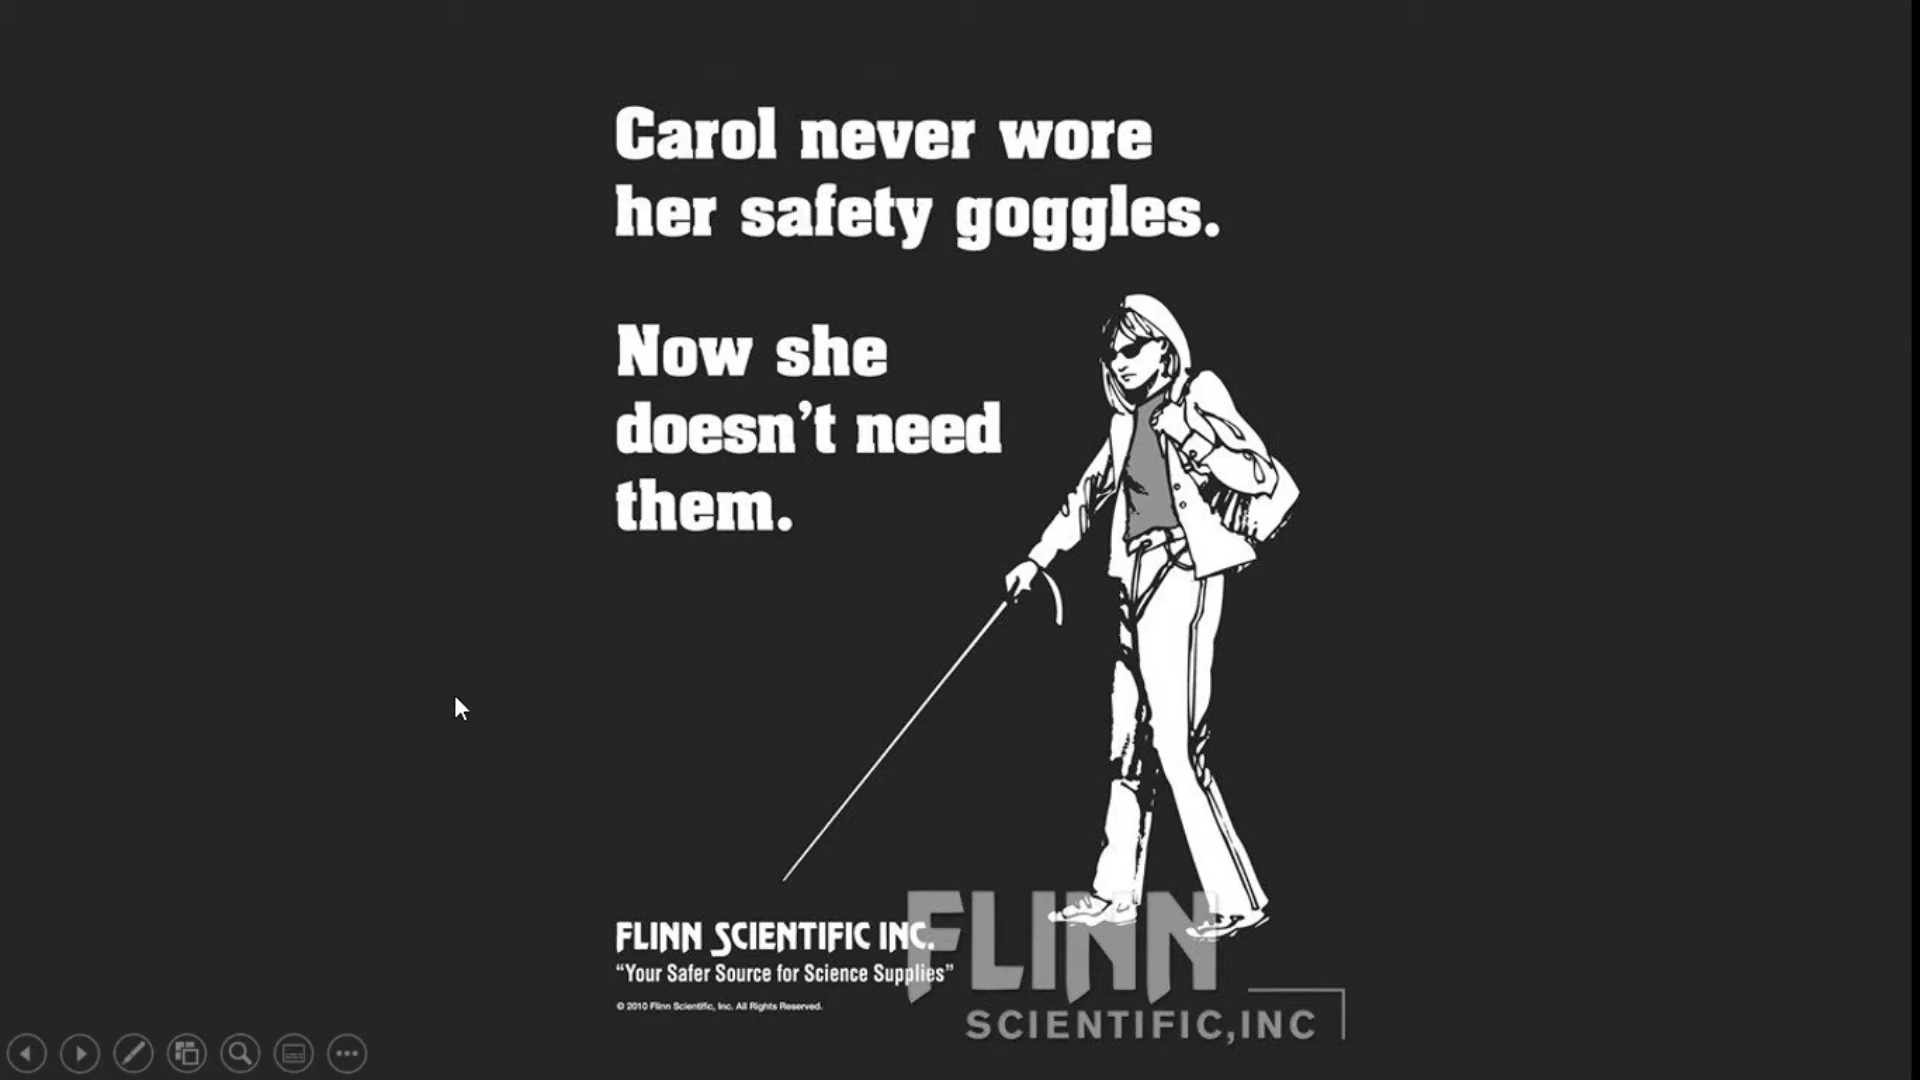 Carol never wore
her safety goggles.
Now she
doesn't need
them.
FLINN SCIENTIFIC INC.
“Your Safer Source for Science Supplies”
© 2010 Flinn Scientific, Inc. All Rights Reserved.
FLINN
SCIENTIFIC,INC